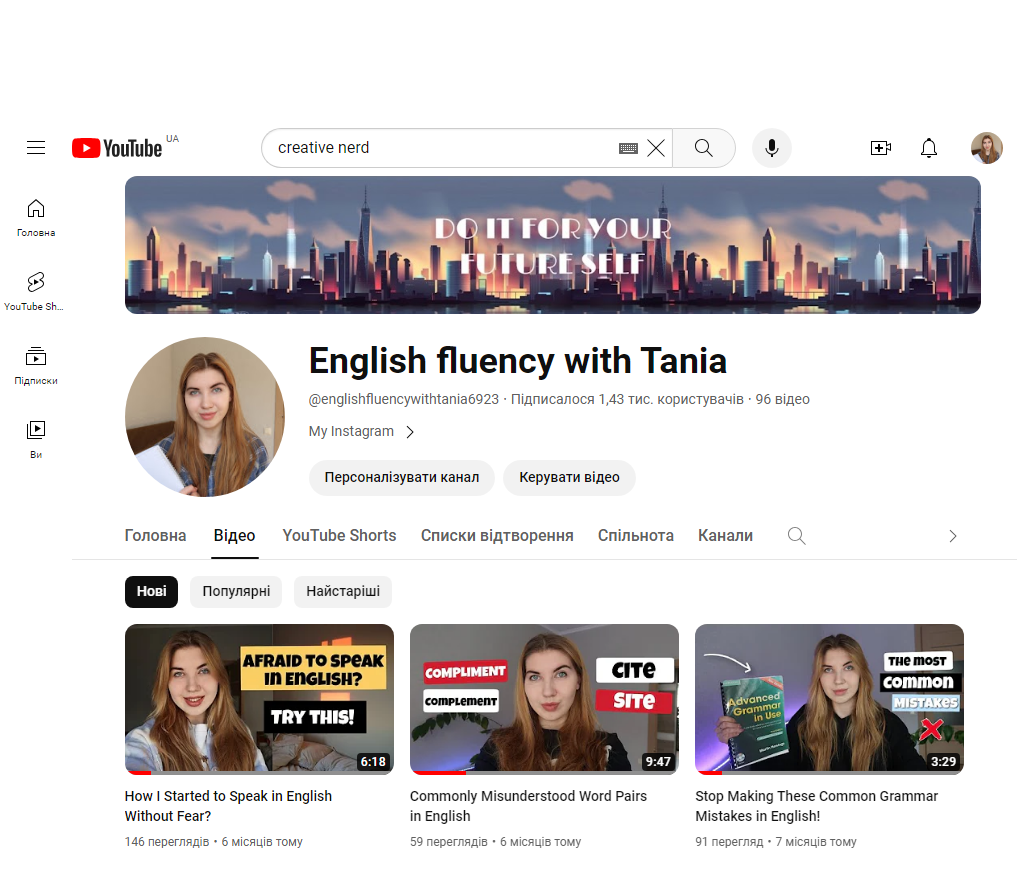 YouTube UA
creative nerd
Головна
YouTube Sh...
Підписки
Ви
DO IT FOR YOUR
FUTURE SELF
English fluency with Tania
@englishfluencywithtania6923 · Підписалося 1,43 тис. користувачів · 96 відео
My Instagram
Персоналізувати канал Керувати відео
Головна Відео YouTube Shorts Списки відтворення Спільнота Канали
Нові Популярні Найстаріші
AFRAID TO SPEAK
IN ENGLISH?
TRY THIS!
6:18
COMPLIMENT
COMPLEMENT
CITE
SITE
9:47
Advanced
Grammar
in Use
THE MOST
COMMON
MISTAKES
3:29
How I Started to Speak in English
Without Fear?
146 переглядів • 6 місяців тому
Commonly Misunderstood Word Pairs
in English
59 переглядів • 6 місяців тому
Stop Making These Common Grammar
Mistakes in English!
91 перегляд • 7 місяців тому